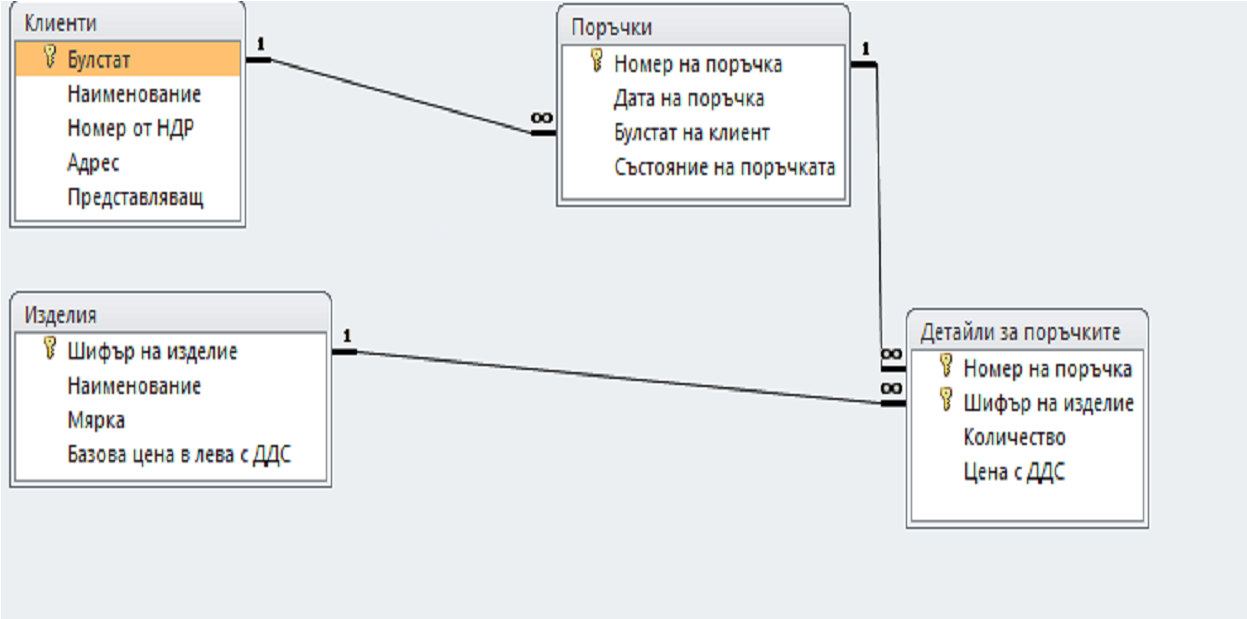 Клиенти
Булстат
Наименование
Номер от НДР
Адрес
Представляващ
1
∞
Поръчки
Номер на поръчка
Дата на поръчка
Булстат на клиент
Състояние на поръчката
1
Изделия
Шифър на изделие
Наименование
Мярка
Базова цена в лева с ДДС
1
∞
∞
Детайли за поръчките
Номер на поръчка
Шифър на изделие
Количество
Цена с ДДС